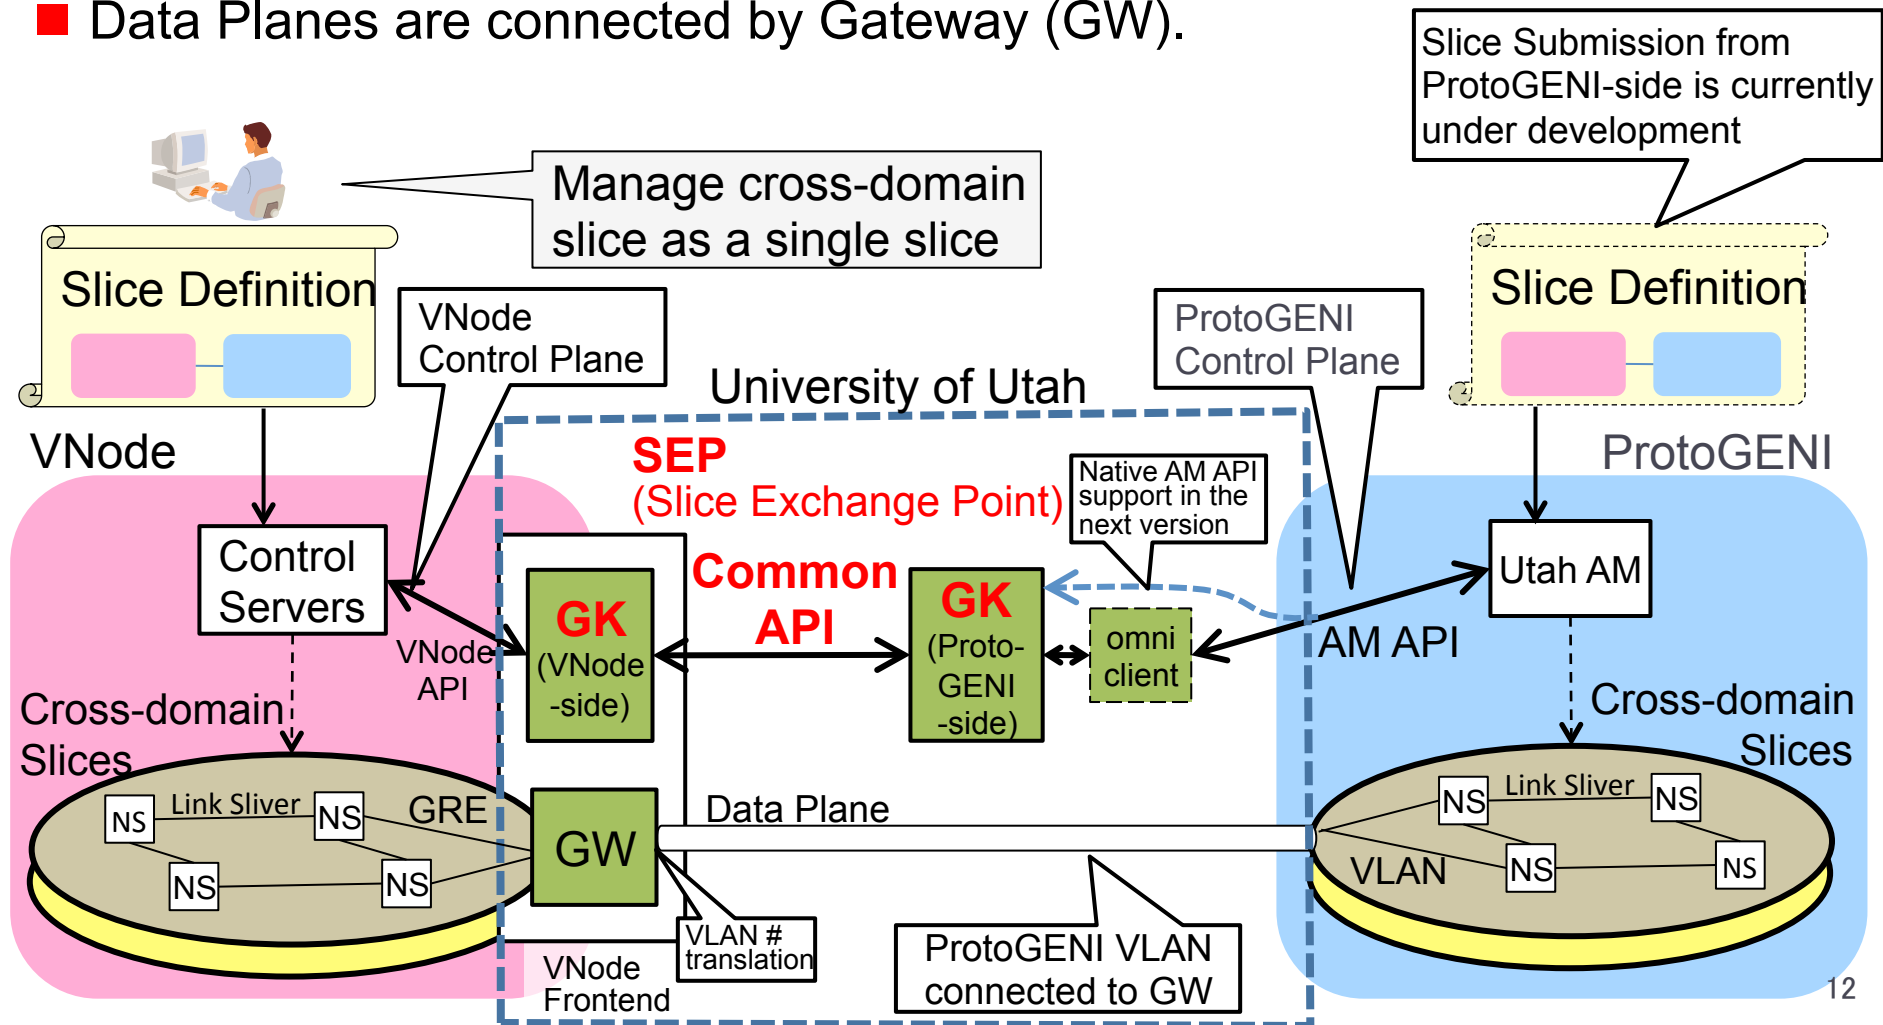 Data Planes are connected by Gateway (GW).
Slice Submission from
ProtoGENI-side is currently
under development
Manage cross-domain
slice as a single slice
Slice Definition
VNode
Control Plane
ProtoGENI
Control Plane
Slice Definition
University of Utah
VNode
SEP
(Slice Exchange Point)
Native AM API
support in the
next version
ProtoGENI
Control
Servers
Common
API
GK
(VNode
-side)
GK
(Proto-
GENI
-side)
omni
client
Utah AM
VNode
API
AM API
Cross-domain
Slices
Cross-domain
Slices
NS
Link Sliver
NS
GRE
NS
NS
GW
Data Plane
NS
Link Sliver
NS
VLAN
NS
NS
VLAN #
translation
ProtoGENI VLAN
connected to GW
VNode
Frontend
12